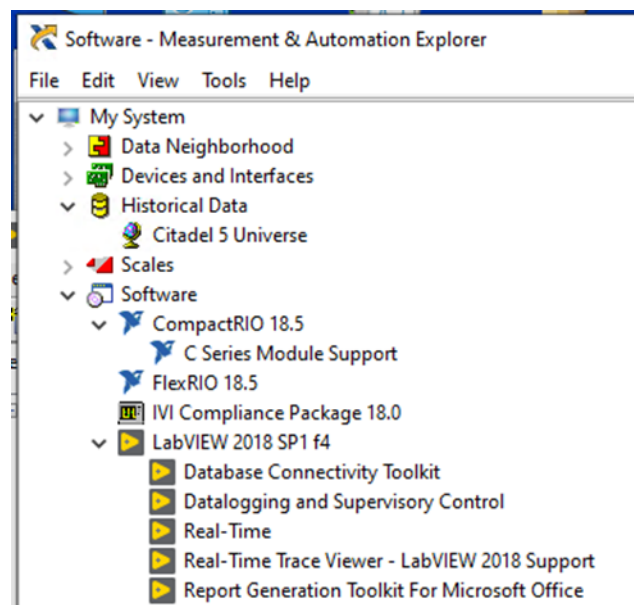 Software - Measurement & Automation Explorer
File Edit View Tools Help
My System
Data Neighborhood
Devices and Interfaces
Historical Data
Citadel 5 Universe
Scales
Software
CompactRIO 18.5
C Series Module Support
FlexRIO 18.5
IVI Compliance Package 18.0
LabVIEW 2018 SP1 f4
Database Connectivity Toolkit
Datalogging and Supervisory Control
Real-Time
Real-Time Trace Viewer - LabVIEW 2018 Support
Report Generation Toolkit For Microsoft Office